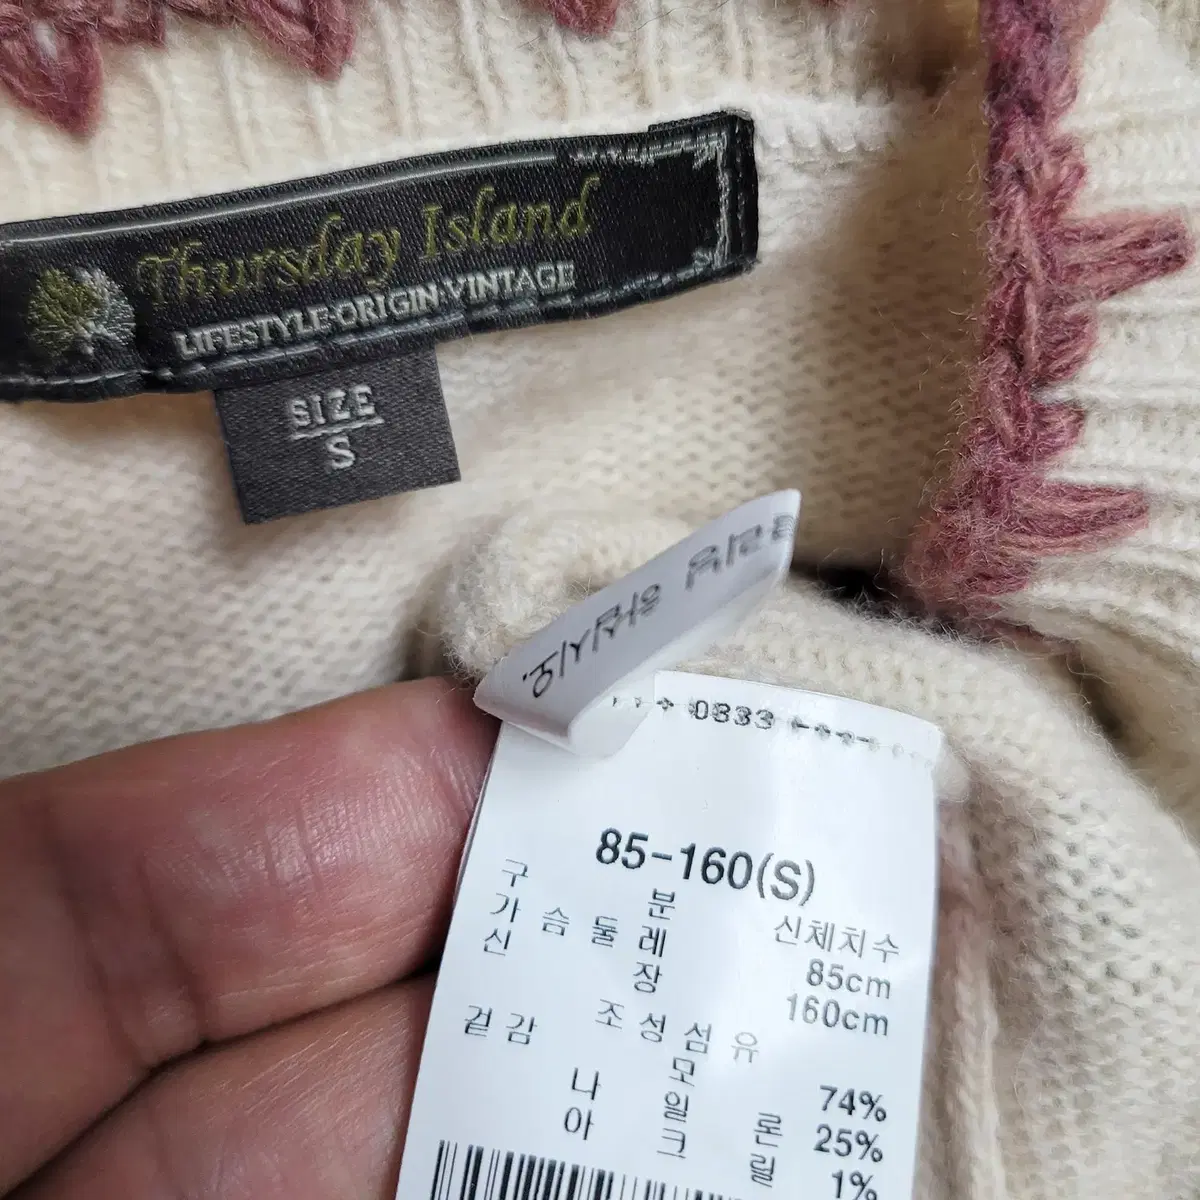 Thursday Island
LIFESTYLE·ORIGIN·VINTAGE
SIZE
S
오.
0833
85-160(S)
구분 신체치수
가슴둘레 85cm
신장 160cm
겉감 조성섬유
모 74%
나일론 25%
아크릴 1%